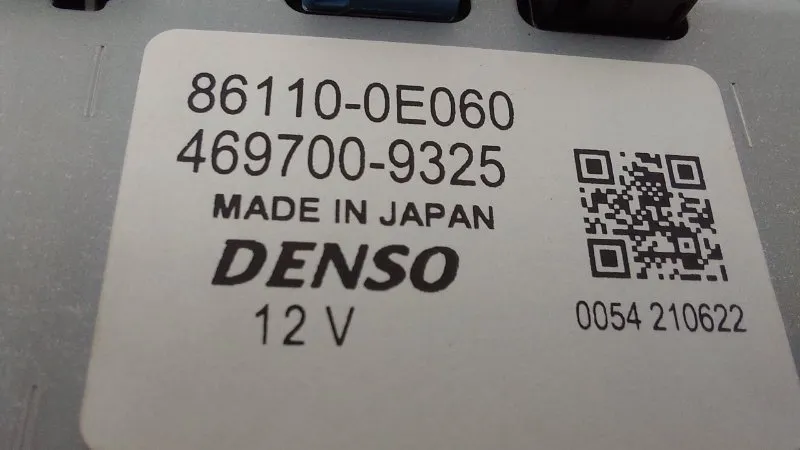 86110-0E060
469700-9325
MADE IN JAPAN
DENSO
12 V
0054 210622